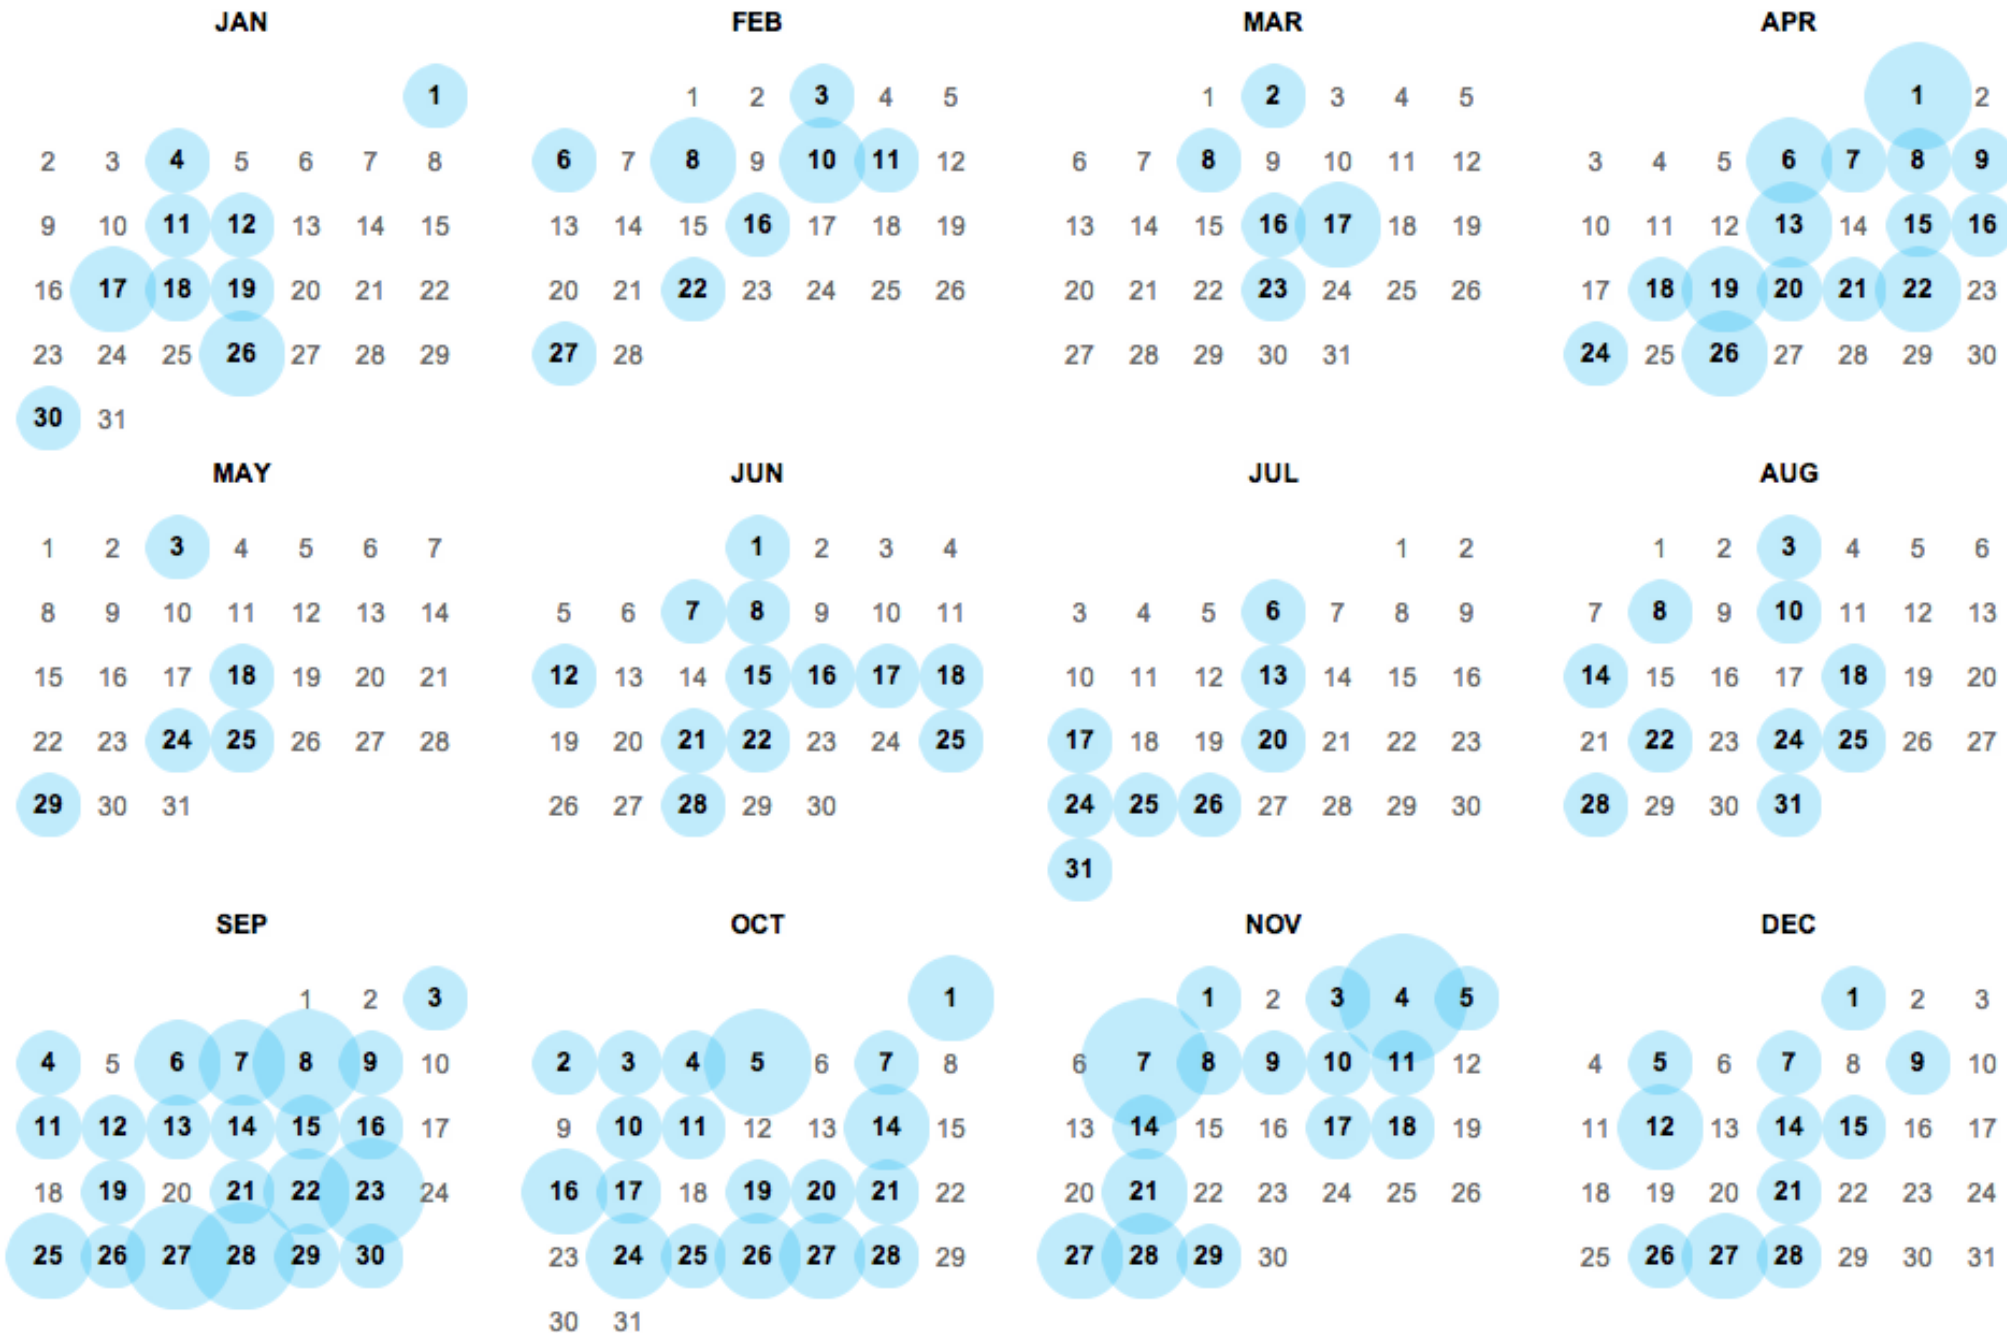 JAN FEB MAR APR
1 1 2 3 4 5 1 2 3 4 5 1 2
2 3 4 5 6 7 8 6 7 8 9 10 11 12 6 7 8 9 10 11 12 3 4 5 6 7 8 9
9 10 11 12 13 14 15 13 14 15 16 17 18 19 13 14 15 16 17 18 19 10 11 12 13 14 15 16
16 17 18 19 20 21 22 20 21 22 23 24 25 26 20 21 22 23 24 25 26 17 18 19 20 21 22 23
23 24 25 26 27 28 29 27 28 27 28 29 30 31 24 25 26 27 28 29 30
30 31
MAY JUN JUL AUG
1 2 3 4 5 6 7 1 2 3 4 1 2 1 2 3 4 5 6
8 9 10 11 12 13 14 5 6 7 8 9 10 11 3 4 5 6 7 8 9 7 8 9 10 11 12 13
15 16 17 18 19 20 21 12 13 14 15 16 17 18 10 11 12 13 14 15 16 14 15 16 17 18 19 20
22 23 24 25 26 27 28 19 20 21 22 23 24 25 17 18 19 20 21 22 23 21 22 23 24 25 26 27
29 30 31 26 27 28 29 30 24 25 26 27 28 29 30 28 29 30 31
31
SEP OCT NOV DEC
1 2 3 1 1 2 3 4 5 1 2 3
4 5 6 7 8 9 10 2 3 4 5 6 7 8 6 7 8 9 10 11 12 4 5 6 7 8 9 10
11 12 13 14 15 16 17 9 10 11 12 13 14 15 13 14 15 16 17 18 19 11 12 13 14 15 16 17
18 19 20 21 22 23 24 16 17 18 19 20 21 22 20 21 22 23 24 25 26 18 19 20 21 22 23 24
25 26 27 28 29 30 23 24 25 26 27 28 29 27 28 29 30 25 26 27 28 29 30 31
30 31